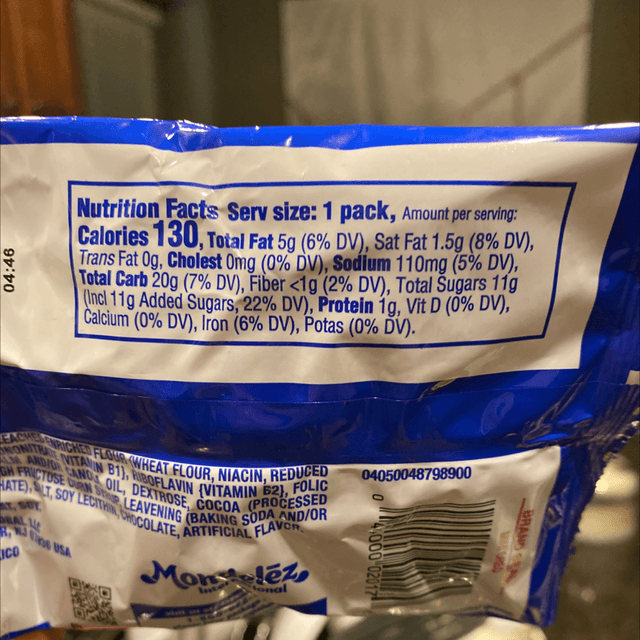 Nutrition Facts Serv size: 1 pack, Amount per serving:
Calories 130, Total Fat 5g (6% DV), Sat Fat 1.5g (8% DV),
Trans Fat 0g, Cholest 0mg (0% DV), Sodium 110mg (5% DV),
Total Carb 20g (7% DV), Fiber <1g (2% DV), Total Sugars 11g
(Incl 11g Added Sugars, 22% DV), Protein 1g, Vit D (0% DV),
Calcium (0% DV), Iron (6% DV), Potas (0% DV).
04:46
FLOUR (WHEAT FLOUR, NIACIN, REDUCED
VITAMIN B1), RIBOFLAVIN {VITAMIN B2}, FOLIC
OIL, DEXTROSE, COCOA (PROCESSED
LEAVENING (BAKING SODA AND/OR
SOY LECITHIN, CHOCOLATE, ARTIFICIAL FLAVOR.
USA
04050048798900
Mondelēz
International